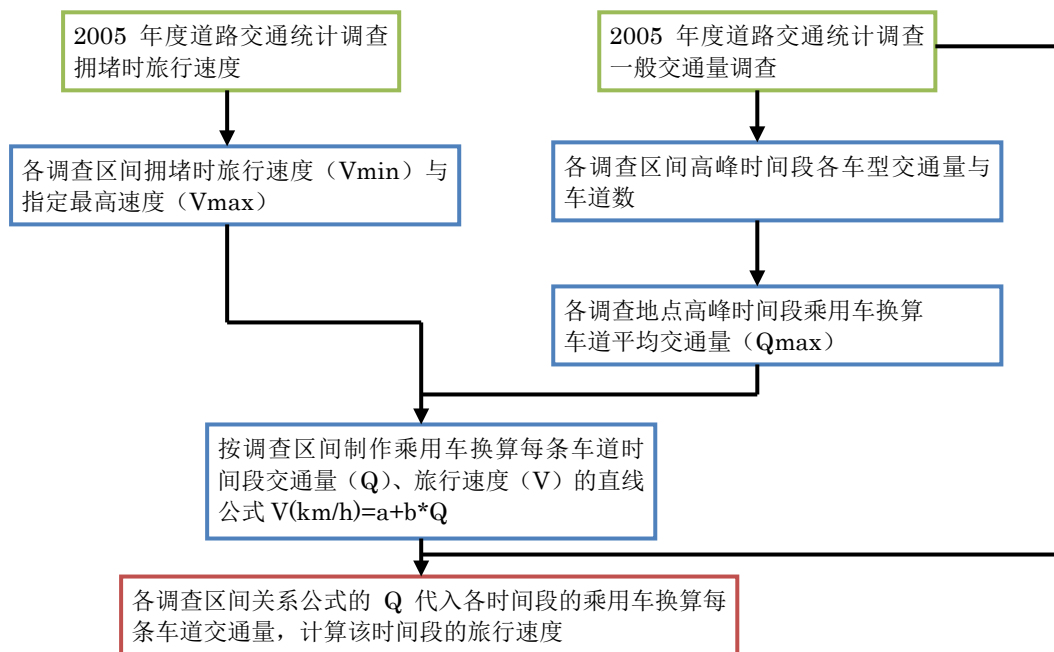 2005 年度道路交通统计调查
拥堵时旅行速度
2005 年度道路交通统计调查
一般交通量调查
各调查区间拥堵时旅行速度（Vmin）与
指定最高速度（Vmax）
各调查区间高峰时间段各车型交通量与
车道数
各调查地点高峰时间段乘用车换算
车道平均交通量（Qmax）
按调查区间制作乘用车换算每条车道时
间段交通量（Q）、旅行速度（V）的直线
公式 V(km/h)=a+b*Q
各调查区间关系公式的 Q 代入各时间段的乘用车换算每
条车道交通量，计算该时间段的旅行速度